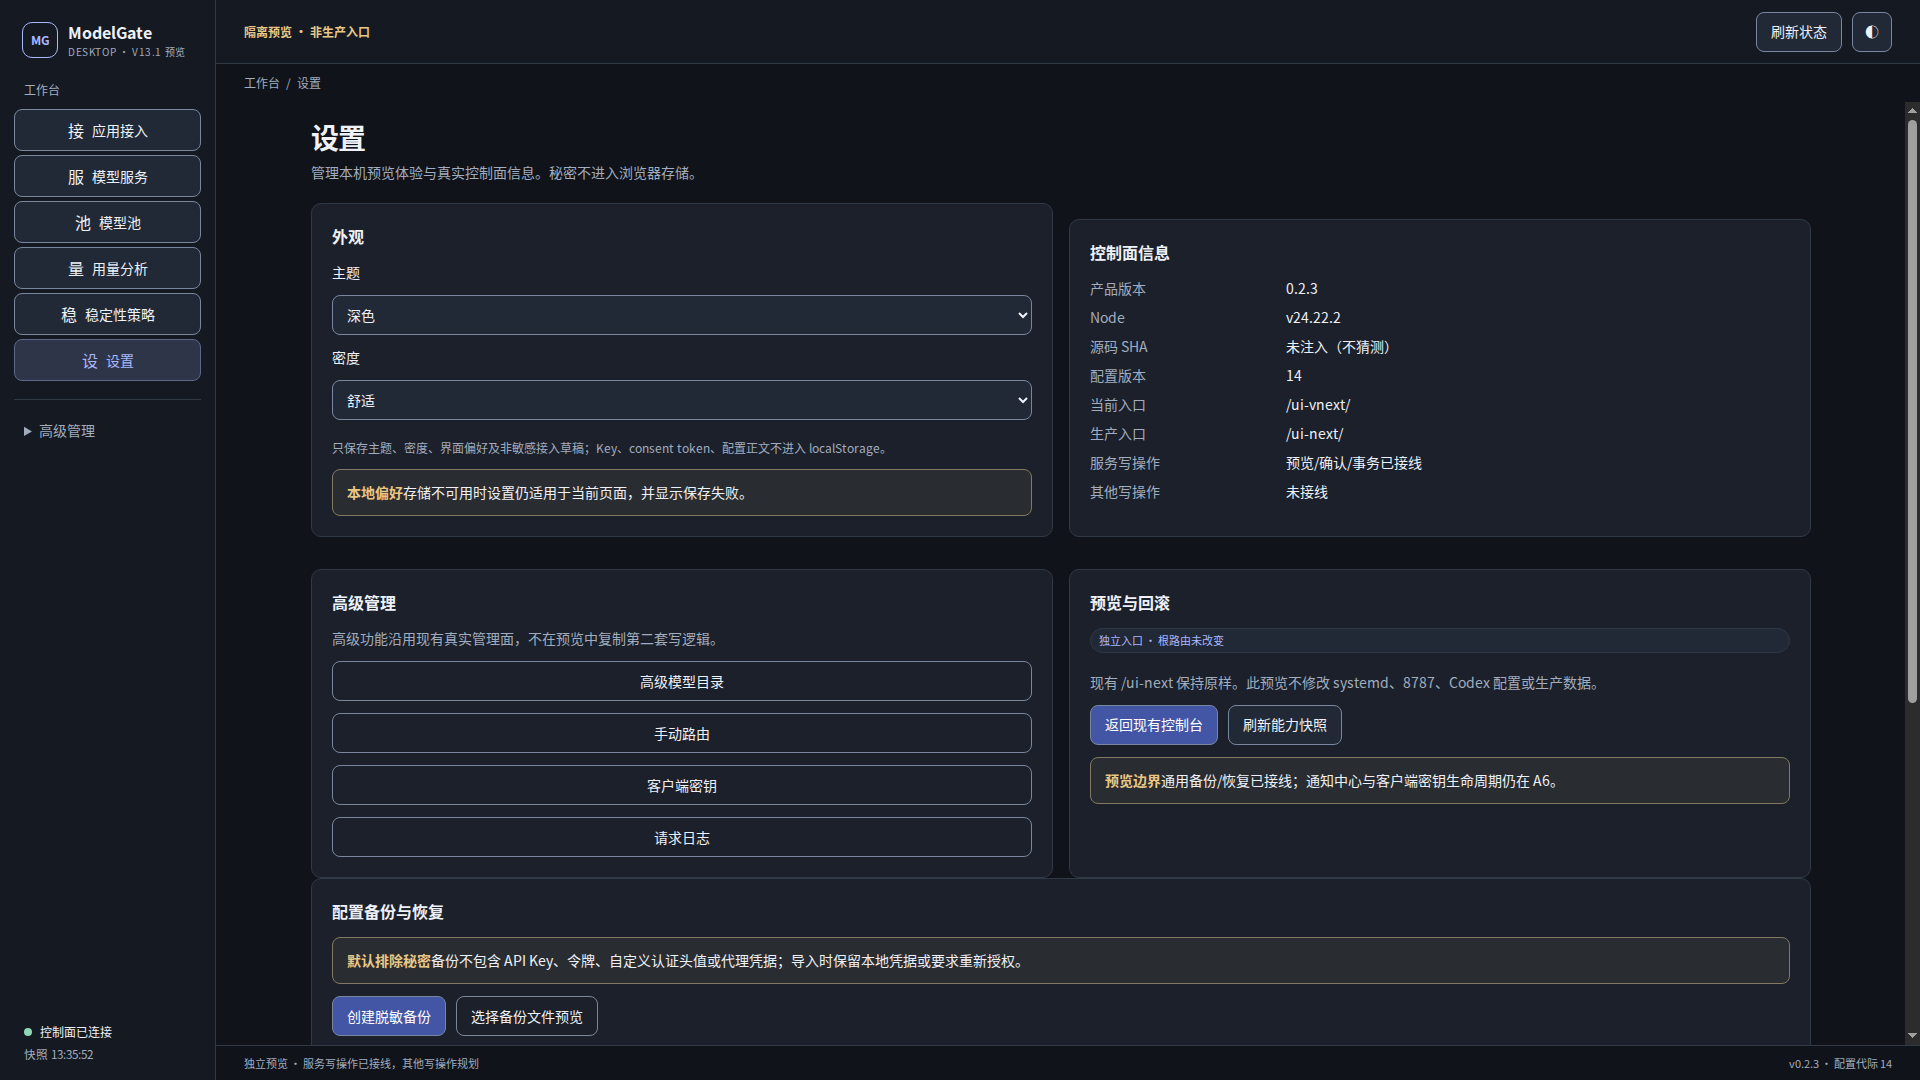 MG
ModelGate
DESKTOP · V13.1 预览
工作台
接 应用接入
服 模型服务
池 模型池
量 用量分析
稳 稳定性策略
设 设置
▶ 高级管理
控制面已连接
快照 13:35:52
隔离预览 · 非生产入口
刷新状态
工作台 / 设置
设置
管理本机预览体验与真实控制面信息。秘密不进入浏览器存储。
外观
主题
深色
密度
舒适
只保存主题、密度、界面偏好及非敏感接入草稿；Key、consent token、配置正文不进入 localStorage。
本地偏好存储不可用时设置仍适用于当前页面，并显示保存失败。
控制面信息
产品版本 0.2.3
Node v24.22.2
源码 SHA 未注入（不猜测）
配置版本 14
当前入口 /ui-vnext/
生产入口 /ui-next/
服务写操作 预览/确认/事务已接线
其他写操作 未接线
高级管理
高级功能沿用现有真实管理面，不在预览中复制第二套写逻辑。
高级模型目录
手动路由
客户端密钥
请求日志
预览与回滚
独立入口 · 根路由未改变
现有 /ui-next 保持原样。此预览不修改 systemd、8787、Codex 配置或生产数据。
返回现有控制台 刷新能力快照
预览边界通用备份/恢复已接线；通知中心与客户端密钥生命周期仍在 A6。
配置备份与恢复
默认排除秘密备份不包含 API Key、令牌、自定义认证头值或代理凭据；导入时保留本地凭据或要求重新授权。
创建脱敏备份 选择备份文件预览
独立预览 · 服务写操作已接线，其他写操作规划
v0.2.3 · 配置代际 14